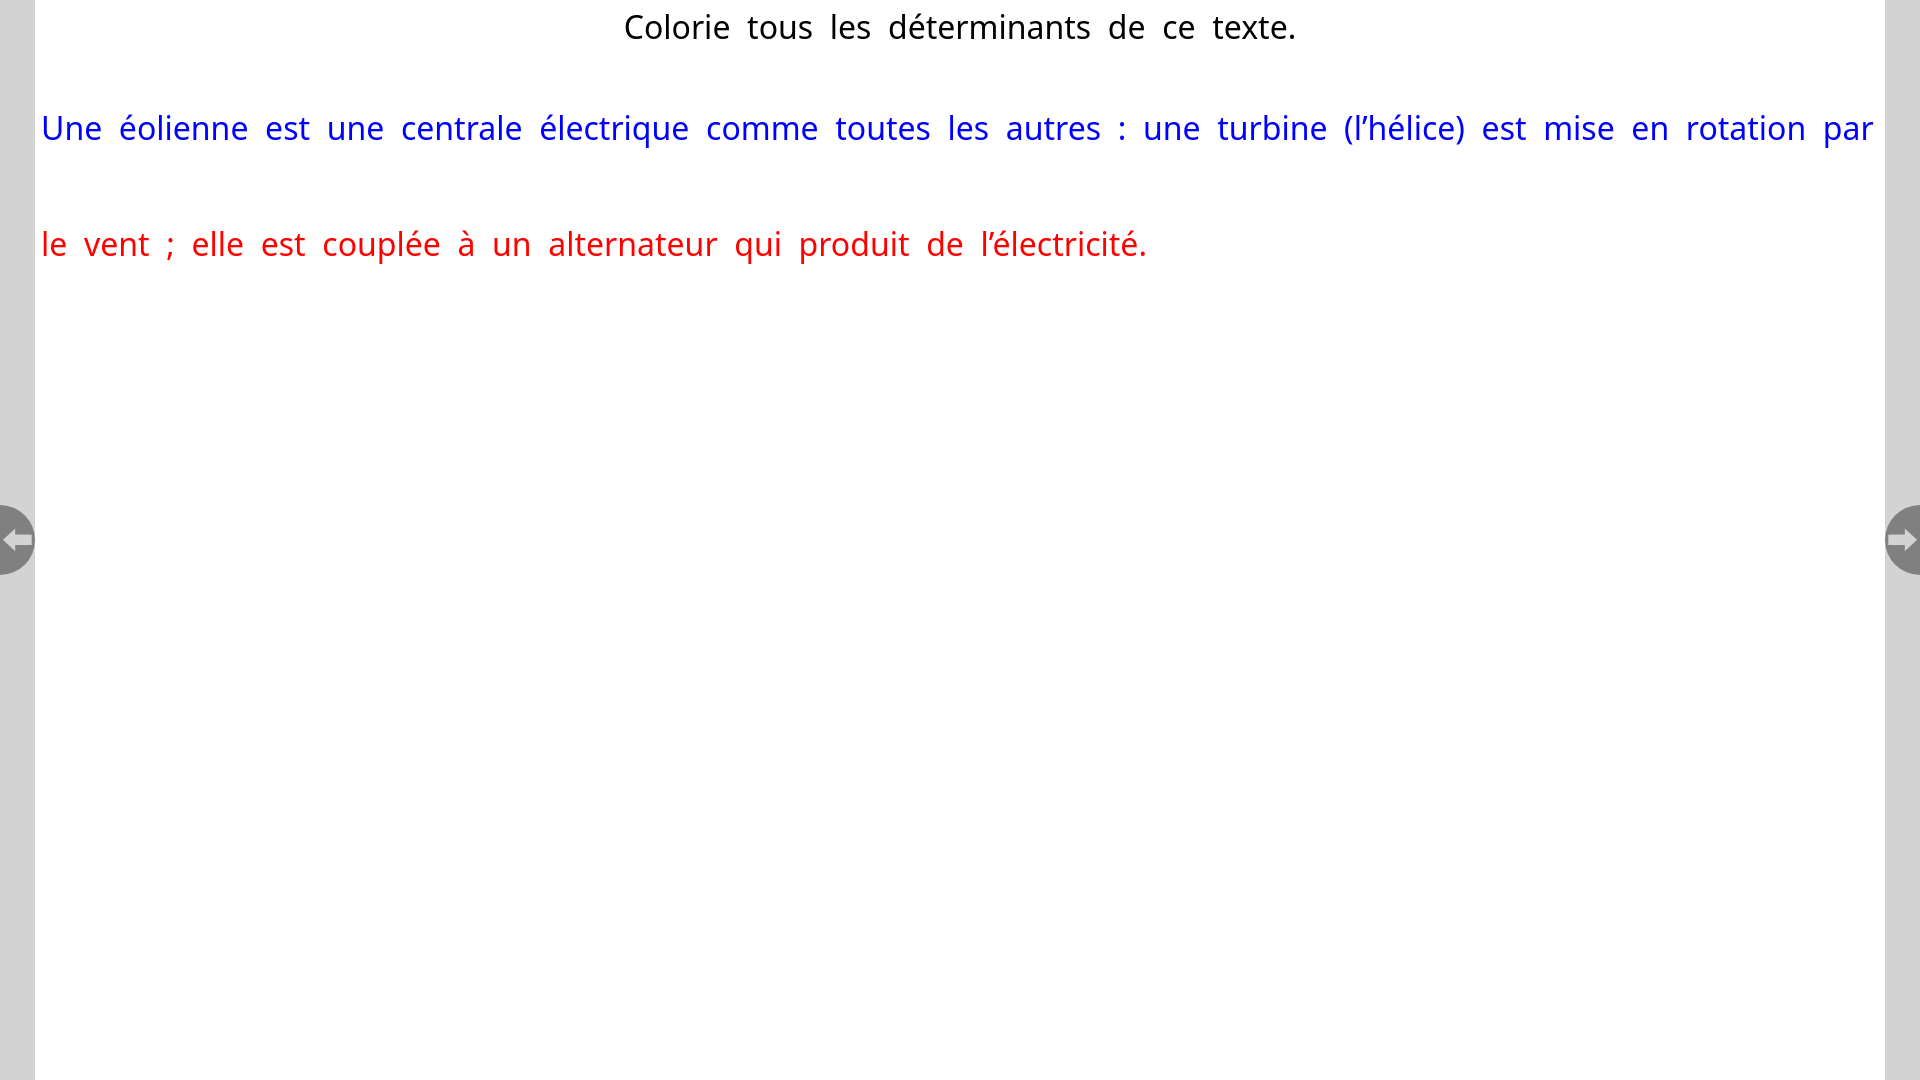 Colorie tous les déterminants de ce texte.
Une éolienne est une centrale électrique comme toutes les autres : une turbine (l’hélice) est mise en rotation par
le vent ; elle est couplée à un alternateur qui produit de l’électricité.